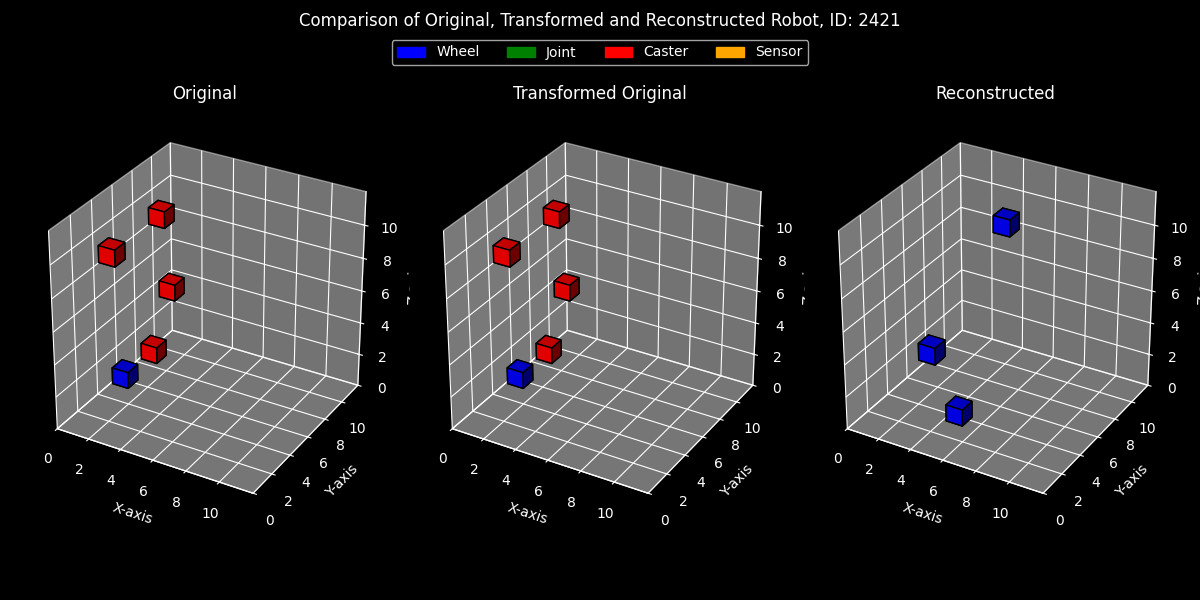 Comparison of Original, Transformed and Reconstructed Robot, ID: 2421
Wheel Joint Caster Sensor
Original Transformed Original Reconstructed
10 10 10
8 8 8
6 6 6
4 4 4
2 2 2
0 0 0
0 2 4 6 8 10 0 2 4 6 8 10 0 2 4 6 8 10
0 2 4 6 8 10 0 2 4 6 8 10 0 2 4 6 8 10
X-axis Y-axis X-axis Y-axis X-axis Y-axis